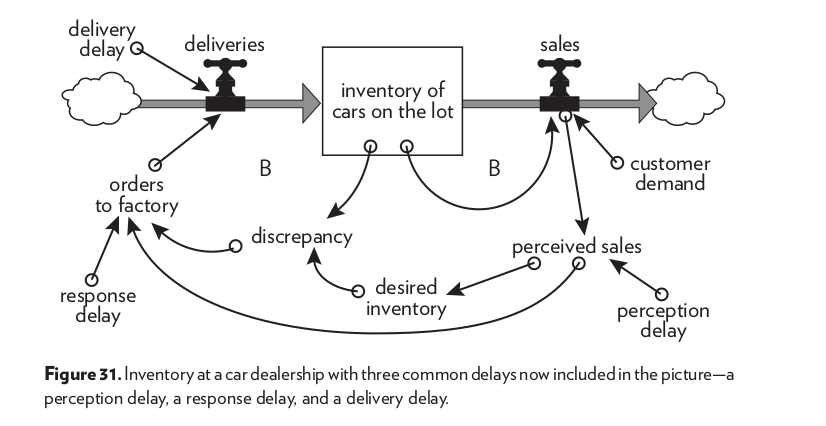 delivery
delay
deliveries
sales
inventory of
cars on the lot
B
B
customer
demand
orders
to factory
discrepancy
perceived sales
desired
inventory
response
delay
perception
delay
Figure 31. Inventory at a car dealership with three common delays now included in the picture—a
perception delay, a response delay, and a delivery delay.